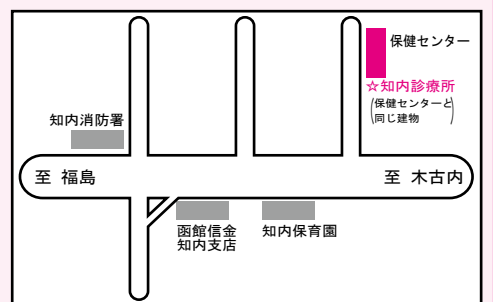 保健センター
☆知内診療所
(保健センターと
同じ建物)
知内消防署
至 福島
至 木古内
函館信金
知内支店
知内保育園